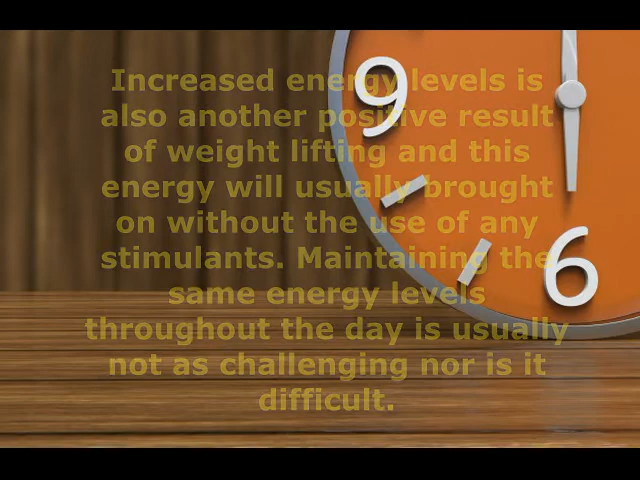 Increased energy levels is
also another positive result
of weight lifting and this
energy will usually brought
on without the use of any
stimulants. Maintaining the
same energy levels
throughout the day is usually
not as challenging nor is it
difficult.
9
6